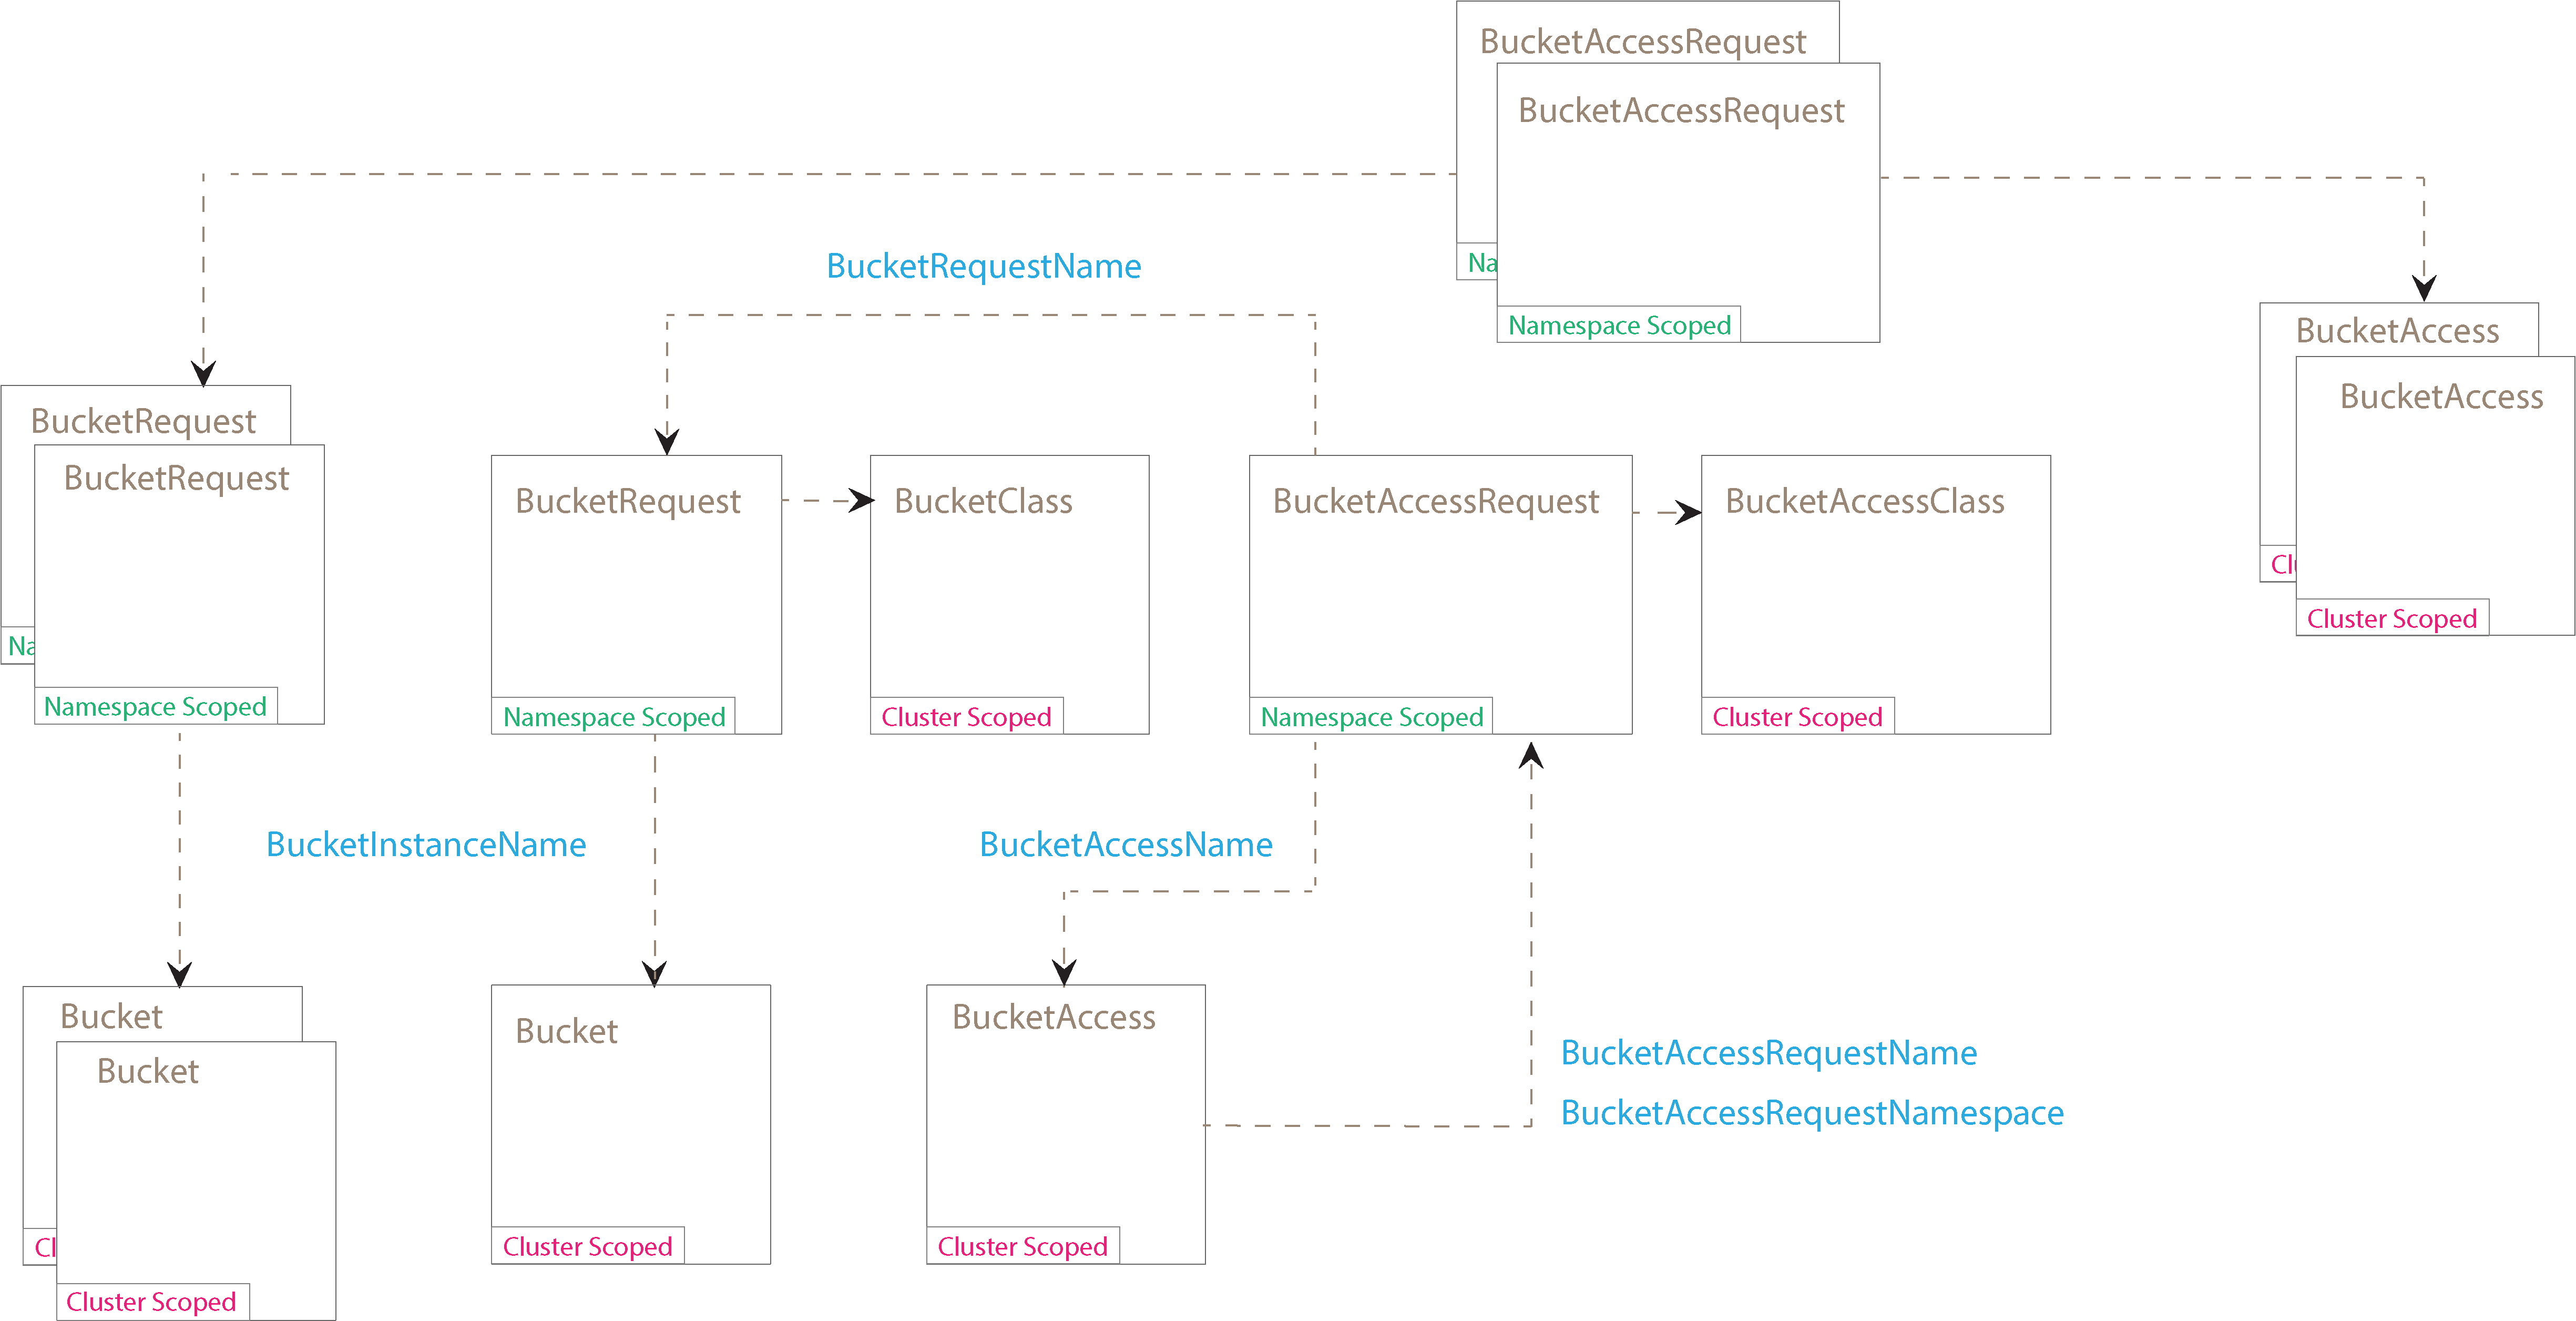 BucketAccessRequest
BucketAccessRequest
Na
Namespace Scoped
BucketRequestName
BucketAccess
BucketAccess
Cl
Cluster Scoped
BucketRequest
BucketRequest
Na
Namespace Scoped
BucketRequest
Namespace Scoped
BucketClass
Cluster Scoped
BucketAccessRequest
Namespace Scoped
BucketAccessClass
Cluster Scoped
BucketInstanceName
BucketAccessName
Bucket
Bucket
Cl
Cluster Scoped
Bucket
Cluster Scoped
BucketAccess
Cluster Scoped
BucketAccessRequestName
BucketAccessRequestNamespace